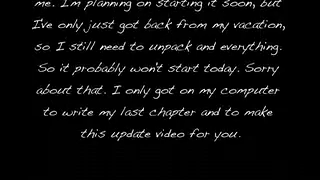 me. I'm planning on starting it soon, but
I've only just got back from my vacation,
so I still need to unpack and everything.
So it probably won't start today. Sorry
about that. I only got on my computer
to write my last chapter and to make
this update video for you.